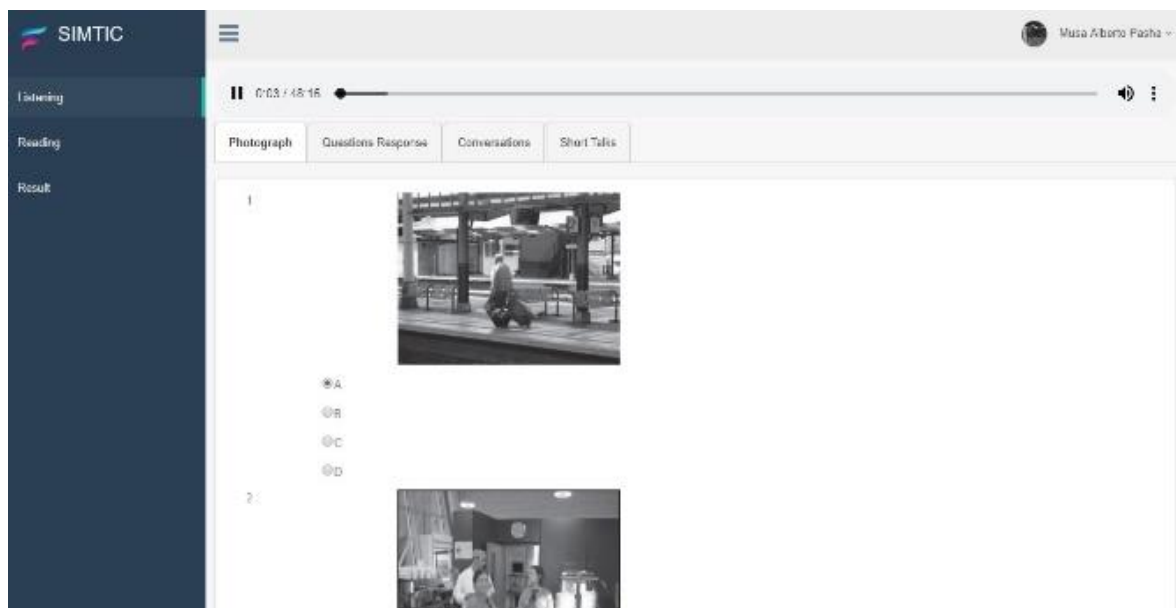 SIMTIC
Musa Alberto Pasha
Listening
0:03 / 48:16
Reading
Photograph
Questions Response
Conversations
Short Talks
Result
1
A
B
C
D
2